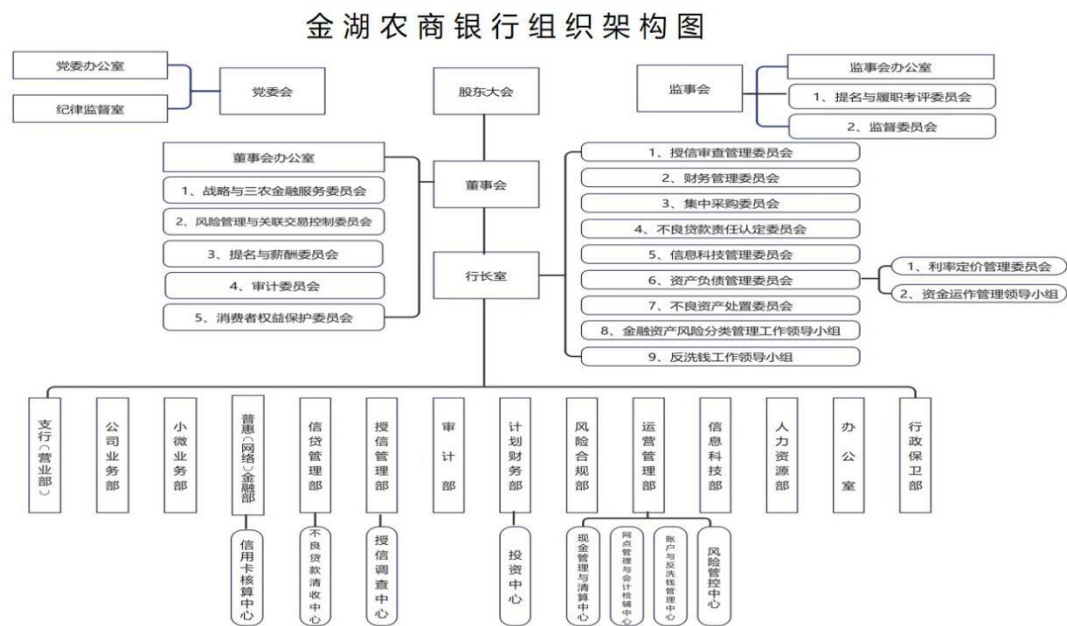 金湖农商银行组织架构图
党委办公室
纪律监督室
党委会
股东大会
监事会
监事会办公室
1、提名与履职考评委员会
2、监督委员会
董事会办公室
1、战略与三农金融服务委员会
2、风险管理与关联交易控制委员会
3、提名与薪酬委员会
4、审计委员会
5、消费者权益保护委员会
董事会
行长室
1、授信审查管理委员会
2、财务管理委员会
3、集中采购委员会
4、不良贷款责任认定委员会
5、信息科技管理委员会
6、资产负债管理委员会
7、不良资产处置委员会
8、金融资产风险分类管理工作领导小组
9、反洗钱工作领导小组
1、利率定价管理委员会
2、资金运作管理领导小组
支行（营业部）
公司业务部
小微业务部
普惠（网络）金融部
信贷管理部
授信管理部
审计部
计划财务部
风险合规部
运营管理部
信息科技部
人力资源部
办公室
行政保卫部
信用卡核算中心
不良贷款清收中心
授信调查中心
投资中心
现金管理与清算中心
网点管理与会计检辅中心
账户与反洗钱管理中心
风险管控中心